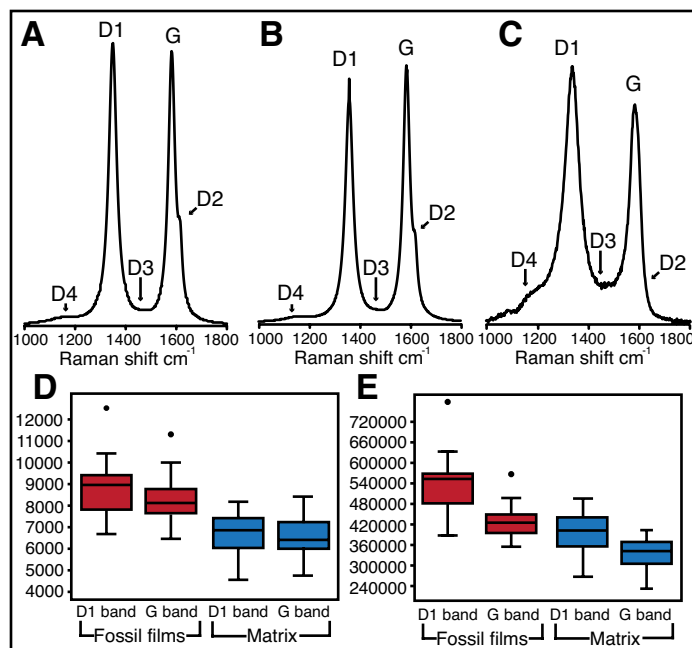 A
D1
G
D2
D3
D4
1000 1200 1400 1600 1800
Raman shift cm-1
B
D1
G
D2
D3
D4
1000 1200 1400 1600 1800
Raman shift cm-1
C
D1
G
D3
D4
D2
1000 1200 1400 1600 1800
Raman shift cm-1
D
12000
11000
10000
9000
8000
7000
6000
5000
4000
D1 band G band D1 band G band
Fossil films Matrix
E
720000
660000
600000
540000
480000
420000
360000
300000
240000
D1 band G band D1 band G band
Fossil films Matrix